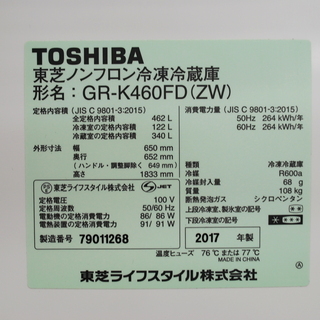 TOSHIBA
東芝ノンフロン冷凍冷蔵庫
形名：GR-K460FD(ZW)
定格内容積 (JIS C 9801-3:2015)
全定格内容積 462 L
冷凍室の定格内容積 122 L
冷蔵室の定格内容積 340 L
外形寸法 幅 650 mm
奥行 652 mm
(ハンドル・調整脚除く 649 mm)
高さ 1833 mm
東芝ライフスタイル株式会社 S-JET
定格電圧 100 V
定格周波数 50/60 Hz
電動機の定格消費電力 86/ 86 W
電熱装置の定格消費電力 91/ 91 W
製造番号 79011268
消費電力量 (JIS C 9801-3:2015)
50Hz 264 kWh/年
60Hz 264 kWh/年
種類 冷凍冷蔵庫
冷媒 R600a
冷媒封入量 68 g
質量 108 kg
断熱発泡ガス シクロペンタン
上段冷凍室、製氷室の記号
下段冷凍室の記号
2017 年製
温度ヒューズ 76℃ または 77℃
MADE IN CHINA
東芝ライフスタイル株式会社